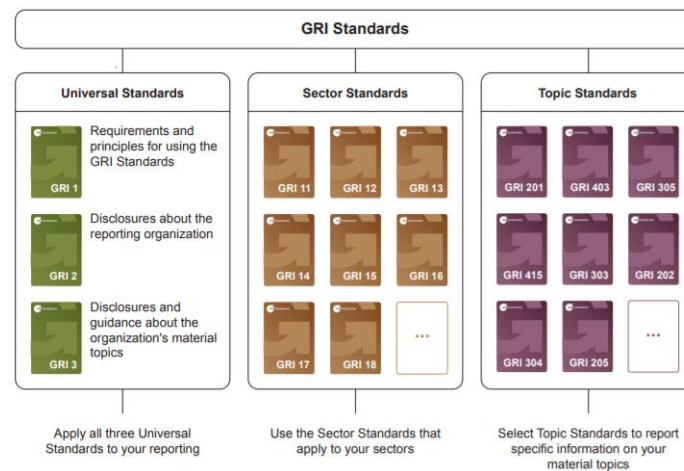 GRI Standards
Universal Standards
GRI 1
Requirements and
principles for using the
GRI Standards
GRI 2
Disclosures about the
reporting organization
GRI 3
Disclosures and
guidance about the
organization's material
topics
Apply all three Universal
Standards to your reporting
Sector Standards
GRI 11
GRI 12
GRI 13
GRI 14
GRI 15
GRI 16
GRI 17
GRI 18
...
Use the Sector Standards that
apply to your sectors
Topic Standards
GRI 201
GRI 403
GRI 305
GRI 415
GRI 303
GRI 202
GRI 304
GRI 205
...
Select Topic Standards to report
specific information on your
material topics